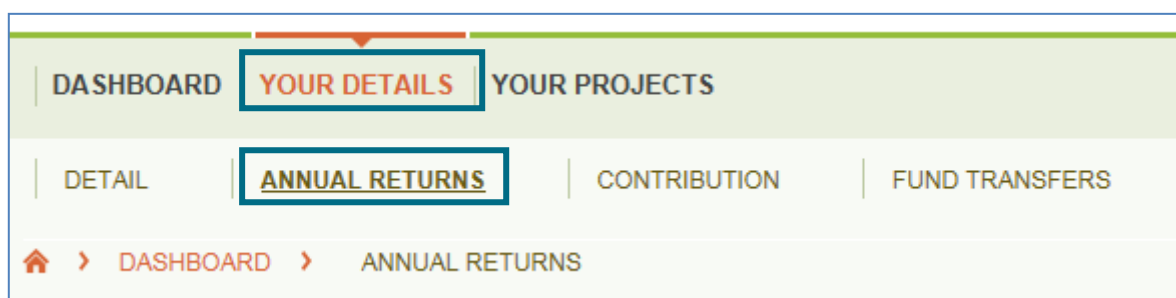 DASHBOARD YOUR DETAILS YOUR PROJECTS
DETAIL ANNUAL RETURNS CONTRIBUTION FUND TRANSFERS
DASHBOARD ANNUAL RETURNS